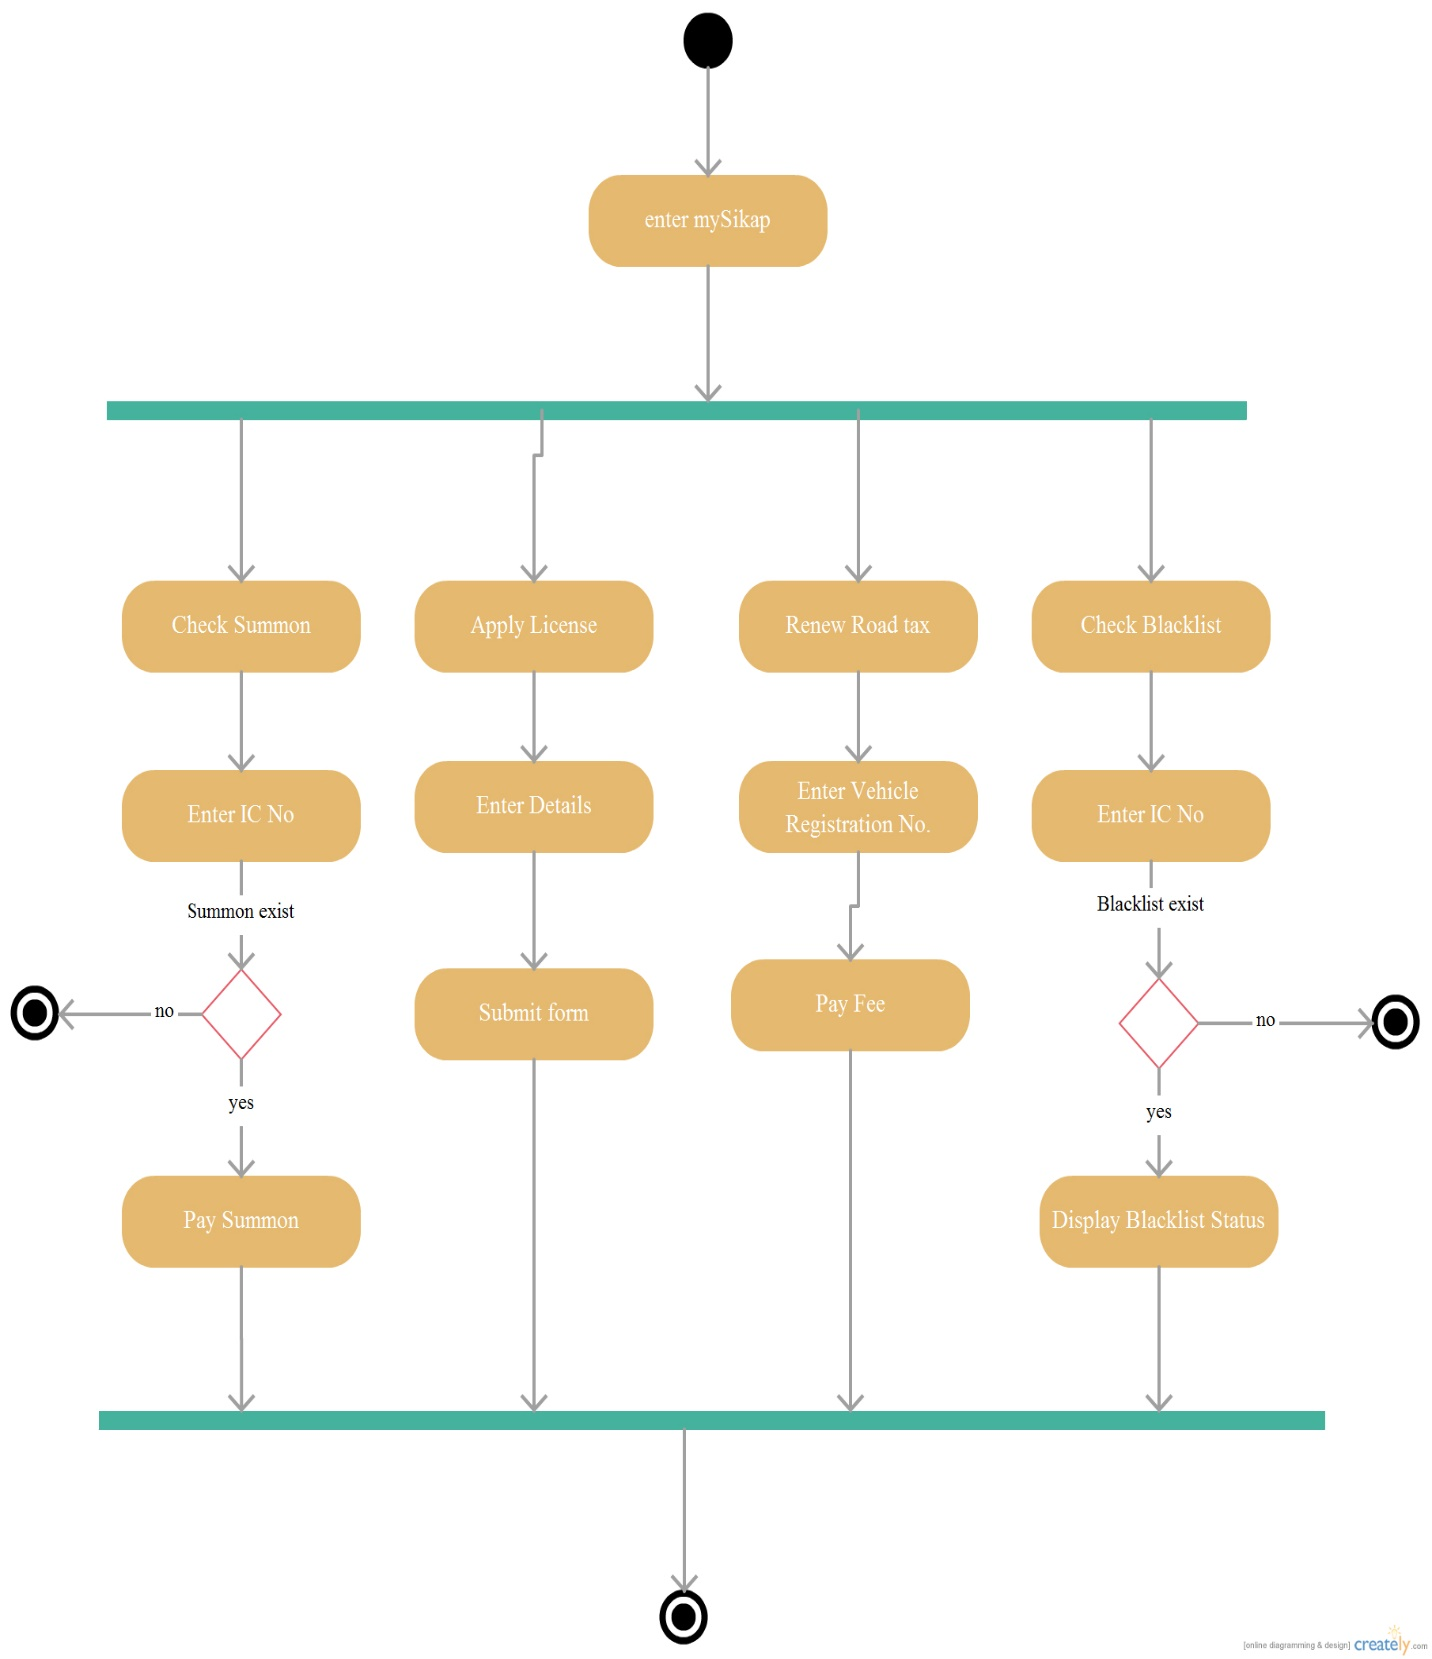 enter mySikap
Check Summon
Apply License
Renew Road tax
Check Blacklist
Enter IC No
Enter Details
Enter Vehicle
Registration No.
Enter IC No
Summon exist
Blacklist exist
no
Submit form
Pay Fee
no
yes
yes
Pay Summon
Display Blacklist Status
[online diagramming & design] creately.com